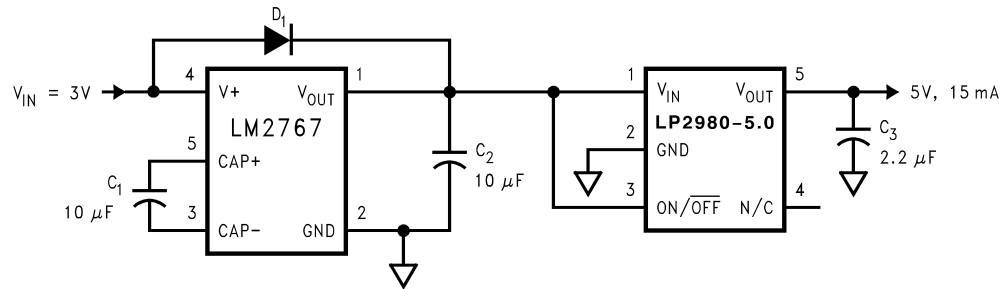 D1
VIN = 3V
4
V+
VOUT
1
LM2767
5
CAP+
C1
10 µF
3
CAP−
GND
2
C2
10 µF
1
VIN
VOUT
5
LP2980-5.0
2
GND
3
ON/OFF
N/C
4
5V, 15 mA
C3
2.2 µF